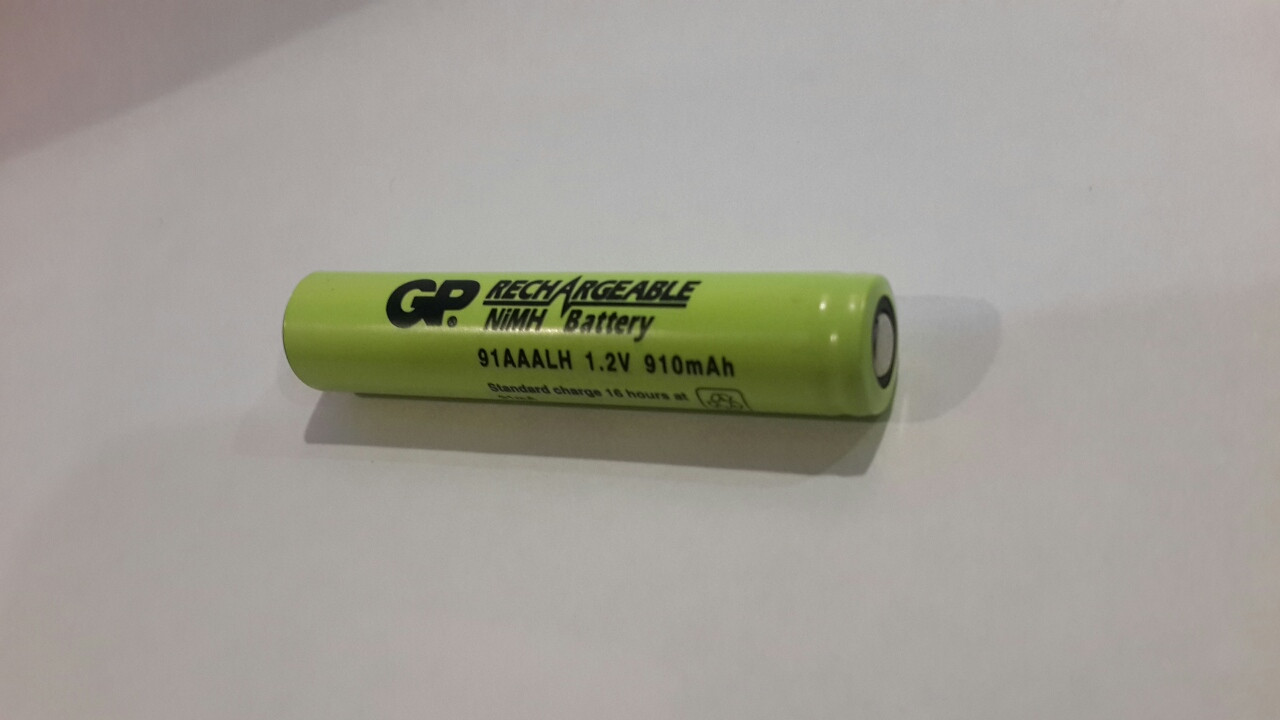 GP®
RECHARGEABLE
NiMH Battery
91AAALH 1.2V 910mAh
Standard charge 16 hours at